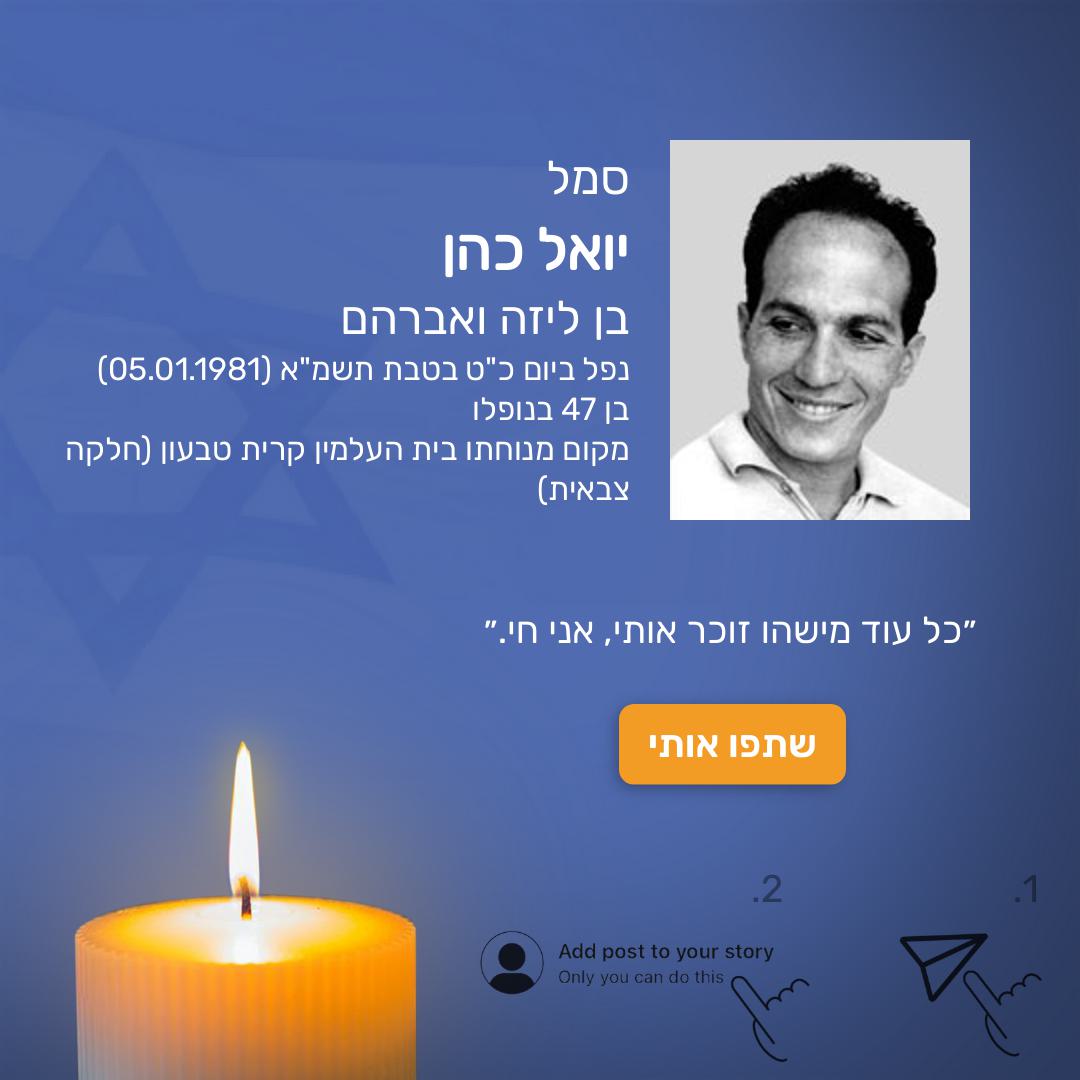 סמל
יואל כהן
בן ליזה ואברהם
נפל ביום כ"ט בטבת תשמ"א (05.01.1981)
בן 47 בנופלו
מקום מנוחתו בית העלמין קרית טבעון (חלקה
צבאית)
״כל עוד מישהו זוכר אותי, אני חי.״
שתפו אותי
.1
.2
Add post to your story
Only you can do this